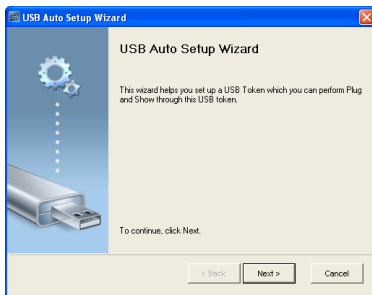 USB Auto Setup Wizard
USB Auto Setup Wizard
This wizard helps you set up a USB Token which you can perform Plug
and Show through this USB token.
To continue, click Next.
< Back
Next >
Cancel